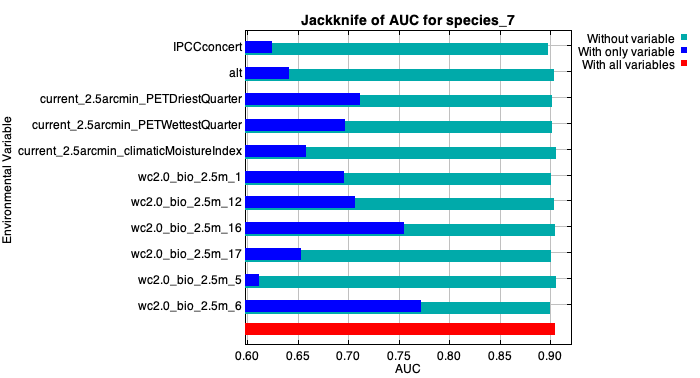 Jackknife of AUC for species_7
Without variable
With only variable
With all variables
Environmental Variable
IPCCconcert
alt
current_2.5arcmin_PETDriestQuarter
current_2.5arcmin_PETWettestQuarter
current_2.5arcmin_climaticMoistureIndex
wc2.0_bio_2.5m_1
wc2.0_bio_2.5m_12
wc2.0_bio_2.5m_16
wc2.0_bio_2.5m_17
wc2.0_bio_2.5m_5
wc2.0_bio_2.5m_6
0.60 0.65 0.70 0.75 0.80 0.85 0.90
AUC